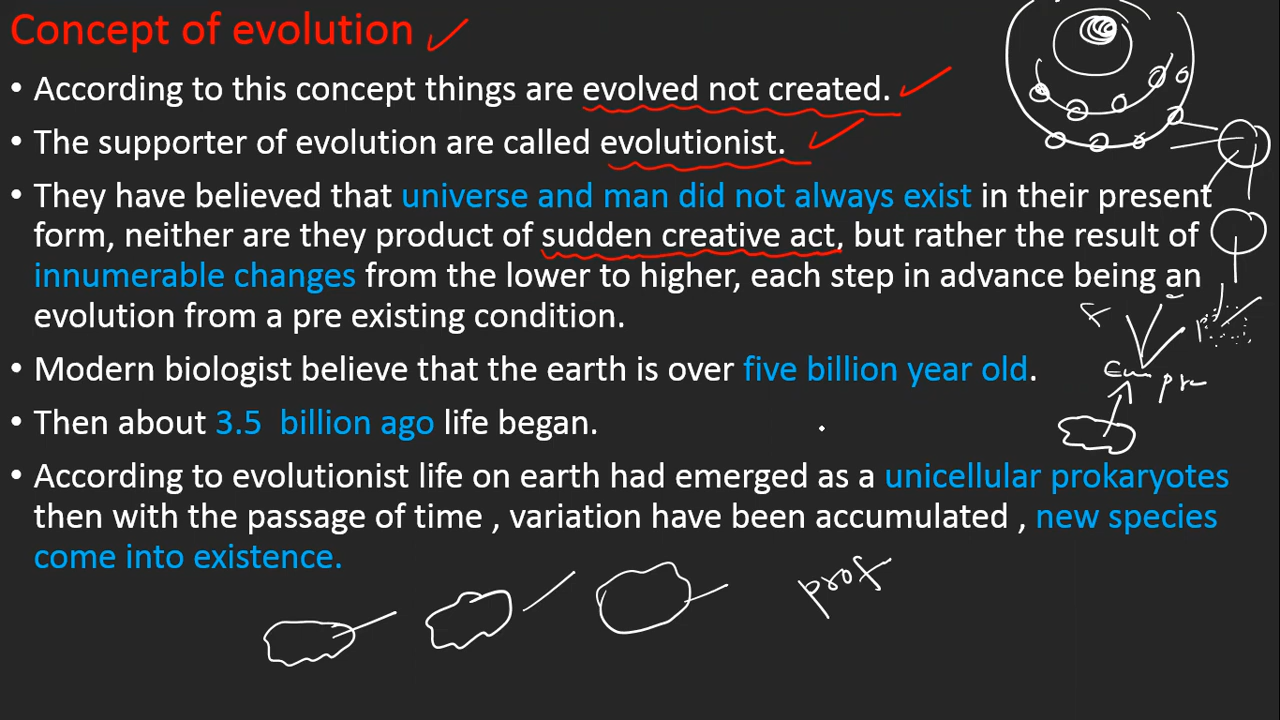 Concept of evolution
• According to this concept things are evolved not created.
• The supporter of evolution are called evolutionist.
• They have believed that universe and man did not always exist in their present
form, neither are they product of sudden creative act, but rather the result of
innumerable changes from the lower to higher, each step in advance being an
evolution from a pre existing condition.
• Modern biologist believe that the earth is over five billion year old.
• Then about 3.5 billion ago life began.
• According to evolutionist life on earth had emerged as a unicellular prokaryotes
then with the passage of time , variation have been accumulated , new species
come into existence.